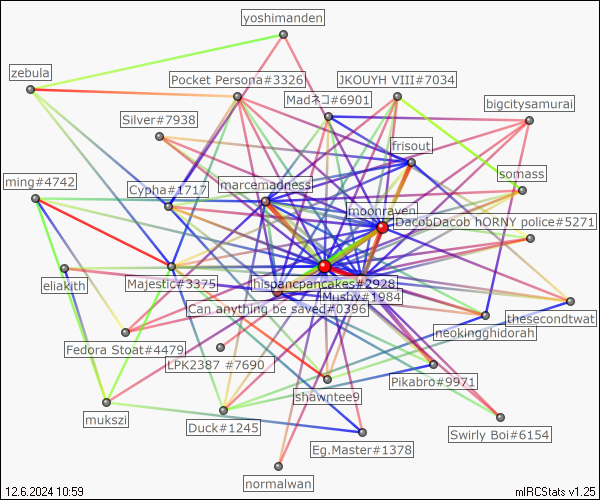 yoshimanden
zebula
Pocket Persona#3326
JKOUYH VIII#7034
Madネコ#6901
bigcitysamurai
Silver#7938
frisout
somass
ming#4742
Cypha#1717
marcemadness
moonraven
DacobDacob hORNY police#5271
eliakith
Majestic#3375
hispancpancakes#2928
Musby#1984
Can anything be saved#0396
neokingghidorah
thesecondtwat
Fedora Stoat#4479
LPK2387 #7690
Pikabro#9971
shawntee9
mukszi
Duck#1245
Swirly Boi#6154
Eg.Master#1378
normalwan
12.6.2024 10:59
mIRCStats v1.25